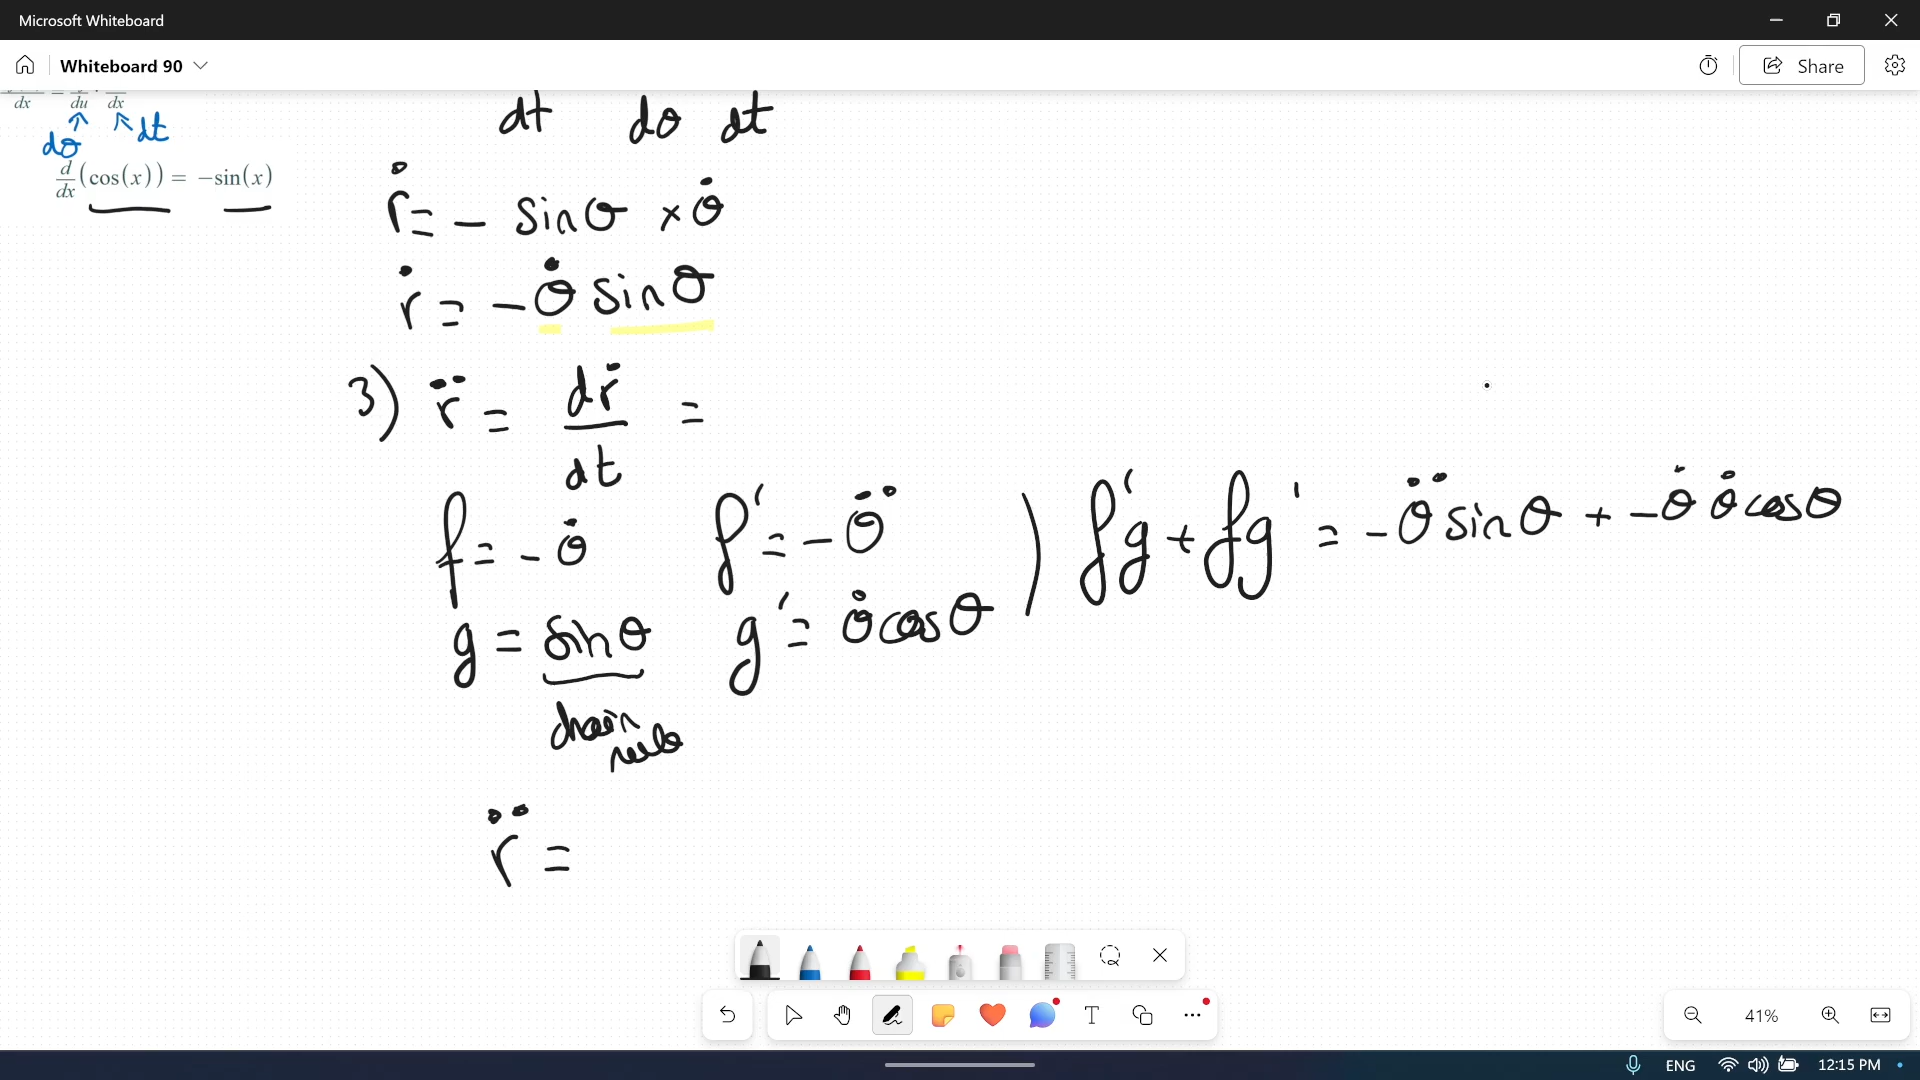 Microsoft Whiteboard
Whiteboard 90
Share
dx = du · dx
dθ dt
d/dx (cos(x)) = −sin(x)
dt dθ dt
ṙ = − sinθ × θ̇
ṙ = − θ̇ sinθ
3) r̈ = dṙ/dt =
f = − θ̇ f' = − θ̈ ) f'g + fg' = − θ̈ sinθ + − θ̇ θ̇ cosθ
g = sinθ g' = θ̇ cosθ
chain
rule
r̈ =
41%
ENG 12:15 PM